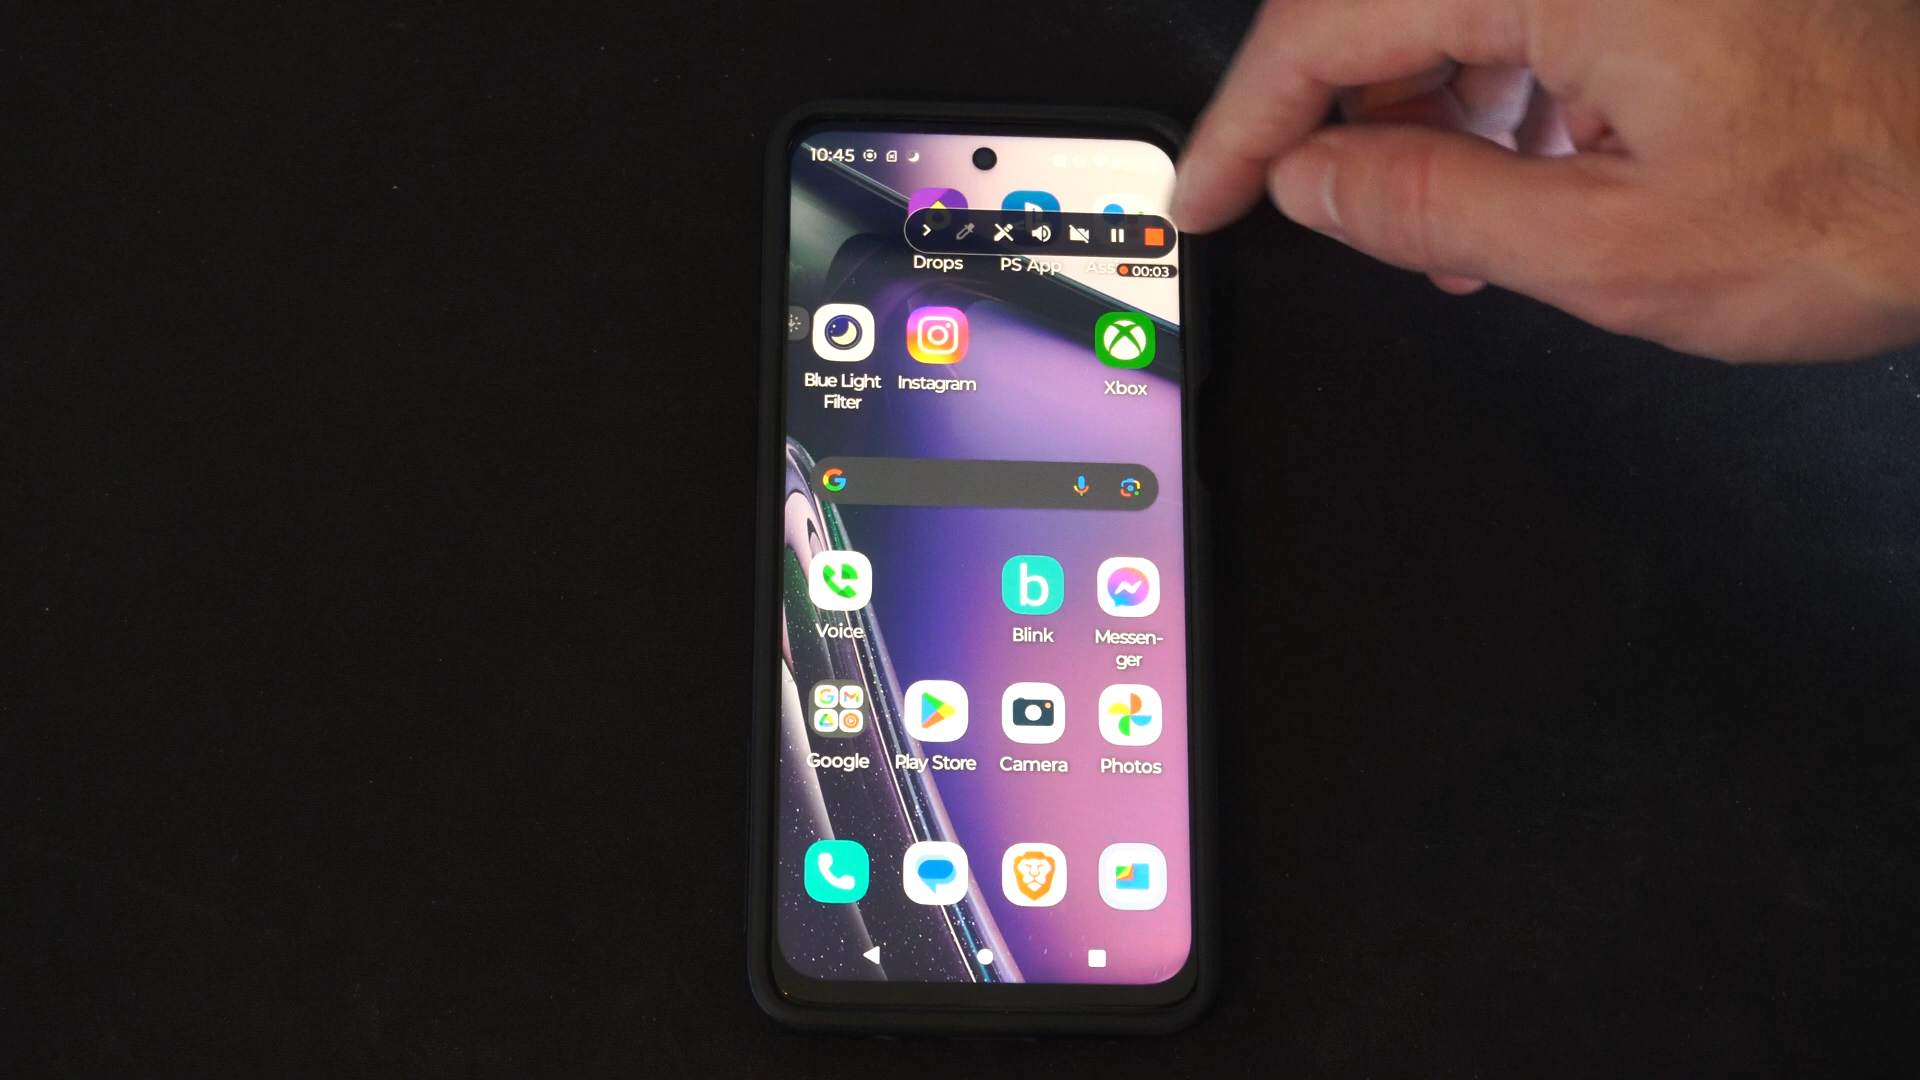 10:45
Drops PS App Ass
00:03
Blue Light
Filter
Instagram
Xbox
Voice
b
Blink
Messen-
ger
Google
Play Store
Camera
Photos